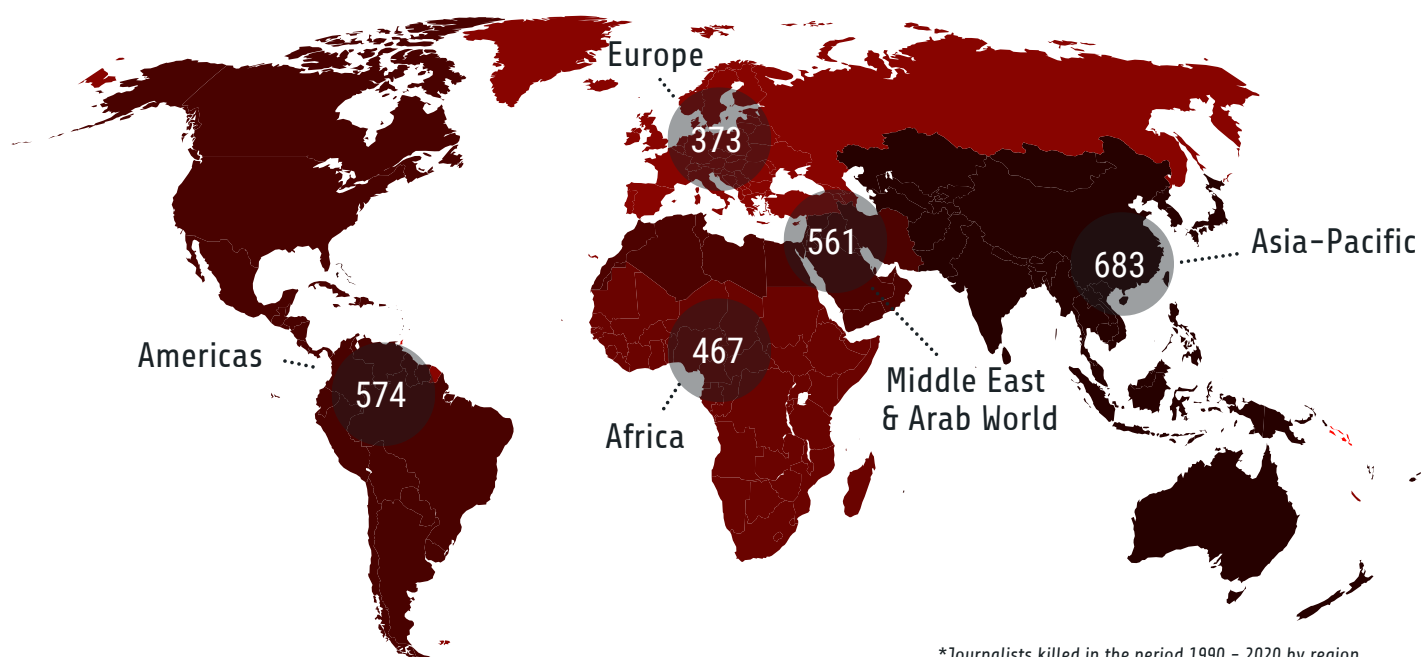 Europe
373
561
Asia-Pacific
683
Americas
574
467
Middle East
& Arab World
Africa
*Journalists killed in the period 1990 - 2020 by region